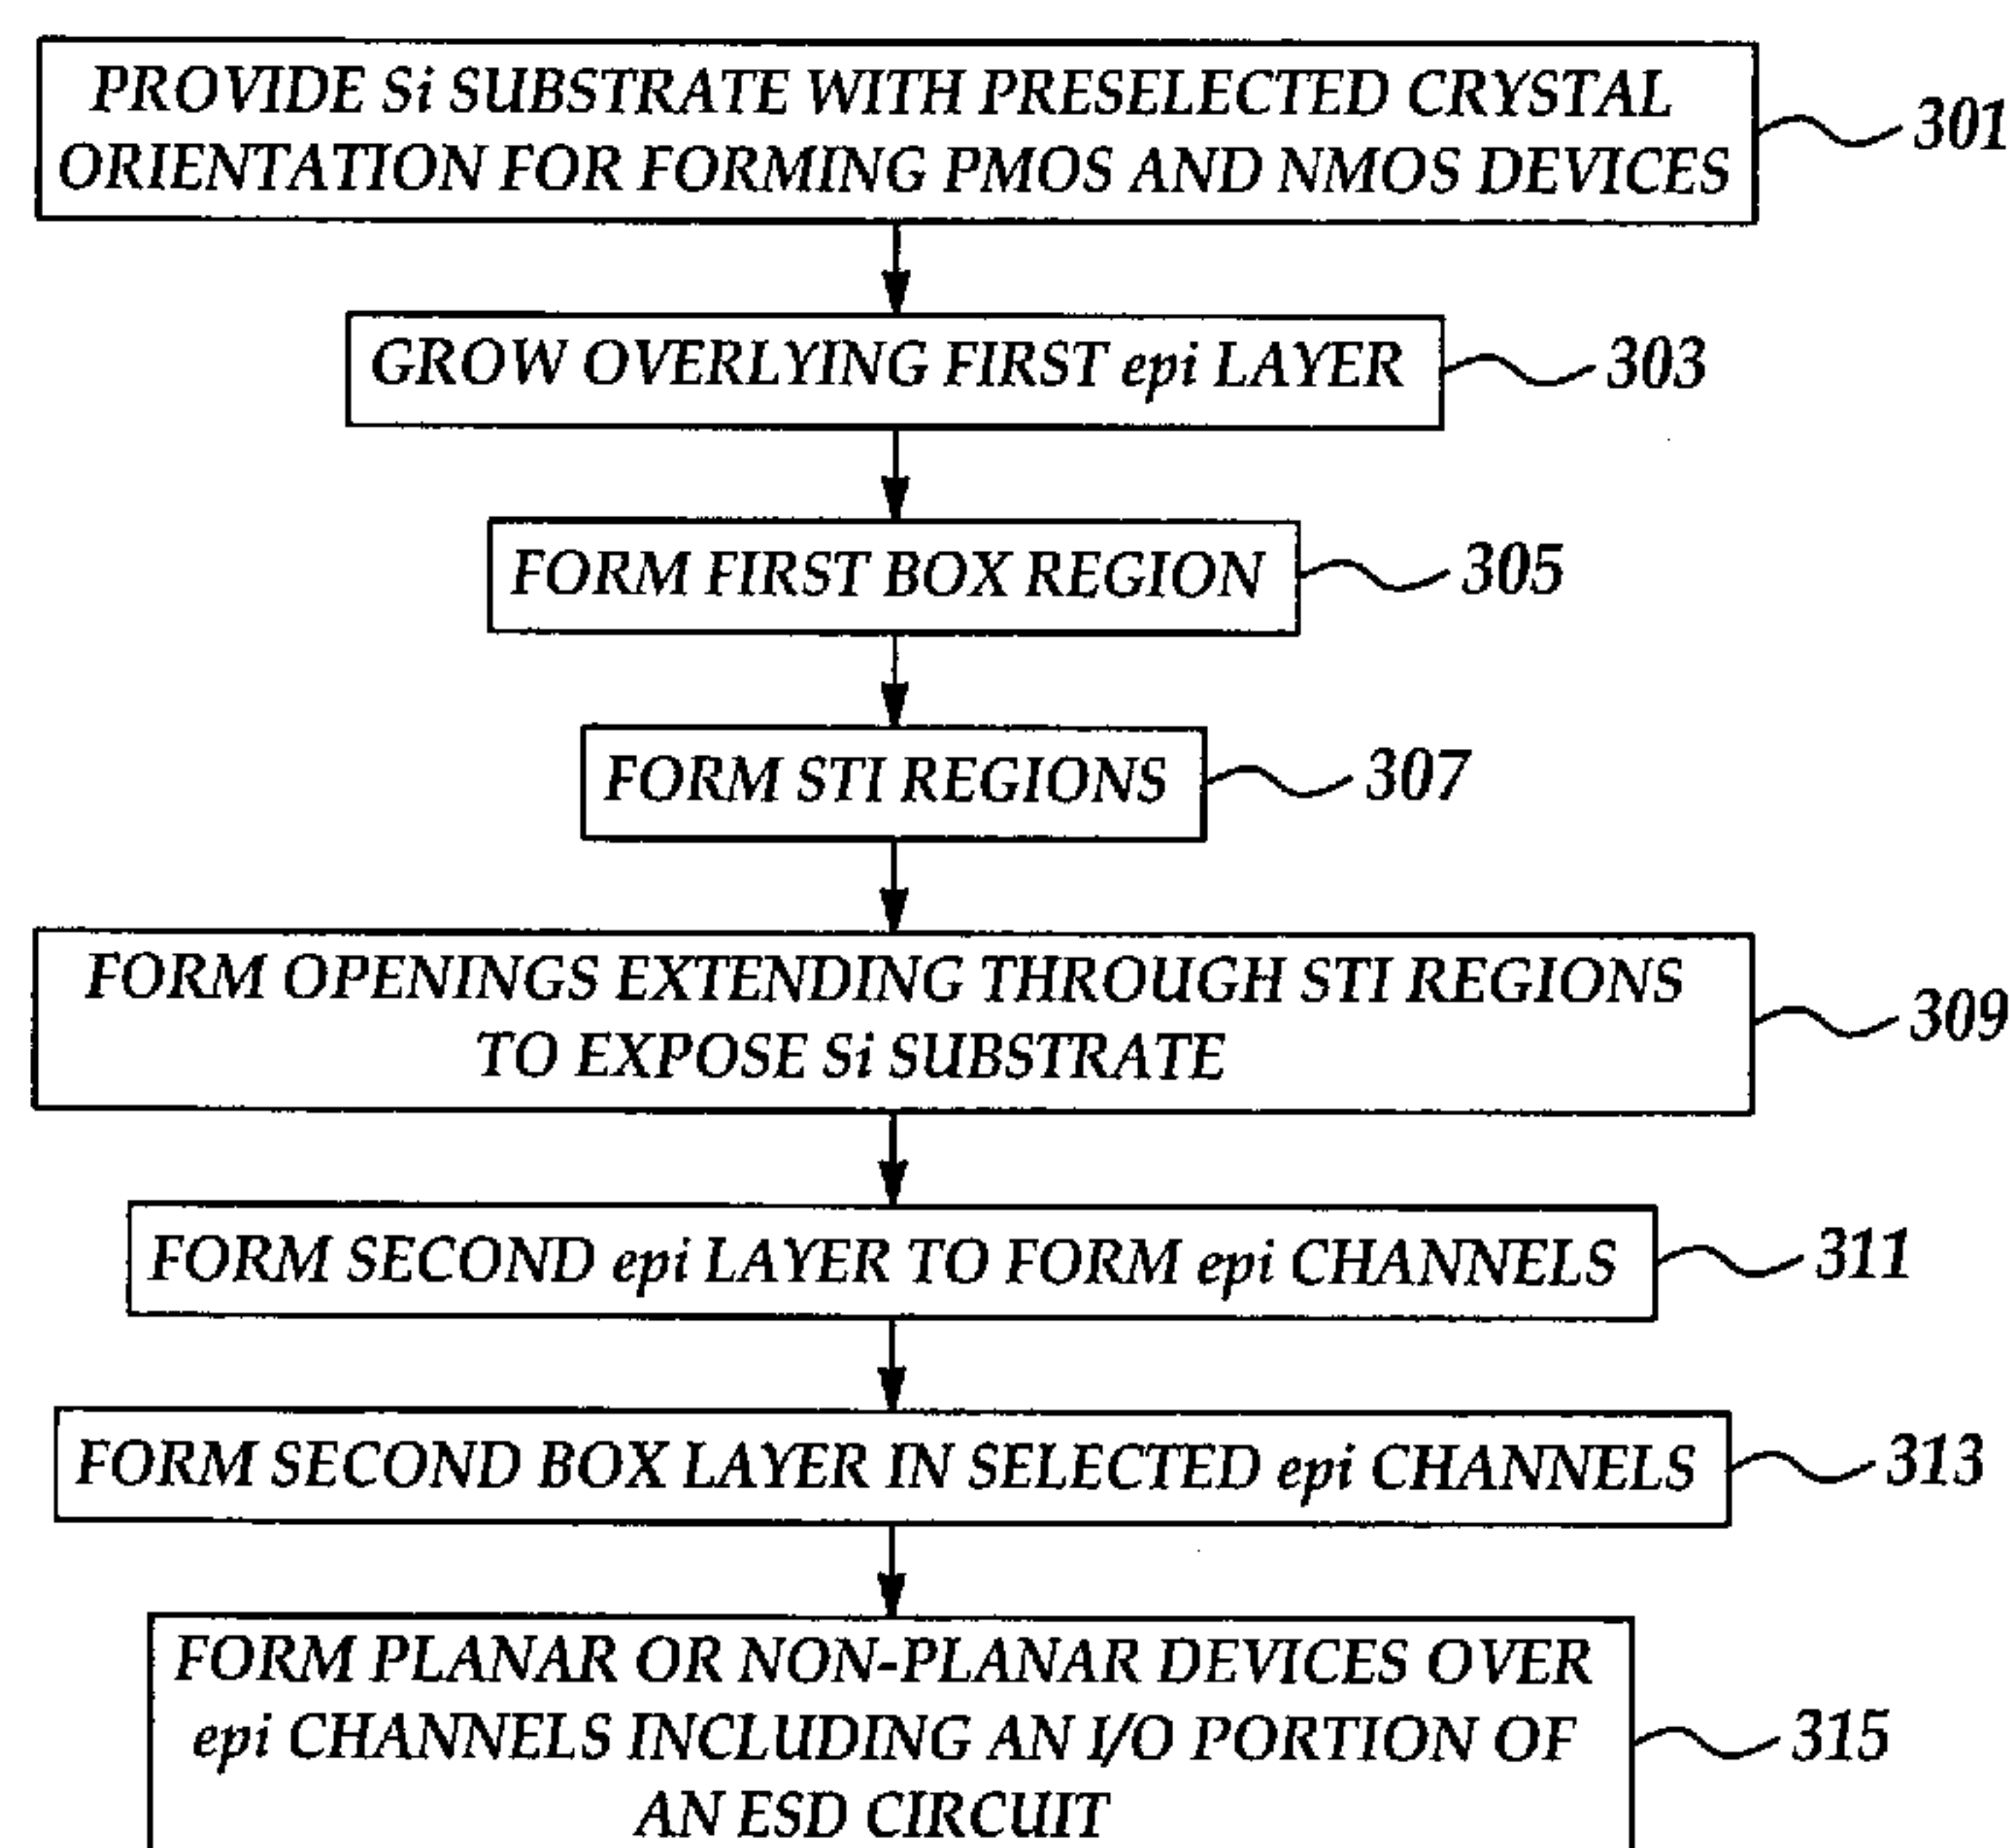 PROVIDE Si SUBSTRATE WITH PRESELECTED CRYSTAL
ORIENTATION FOR FORMING PMOS AND NMOS DEVICES
301
GROW OVERLYING FIRST epi LAYER
303
FORM FIRST BOX REGION
305
FORM STI REGIONS
307
FORM OPENINGS EXTENDING THROUGH STI REGIONS
TO EXPOSE Si SUBSTRATE
309
FORM SECOND epi LAYER TO FORM epi CHANNELS
311
FORM SECOND BOX LAYER IN SELECTED epi CHANNELS
313
FORM PLANAR OR NON-PLANAR DEVICES OVER
epi CHANNELS INCLUDING AN I/O PORTION OF
AN ESD CIRCUIT
315